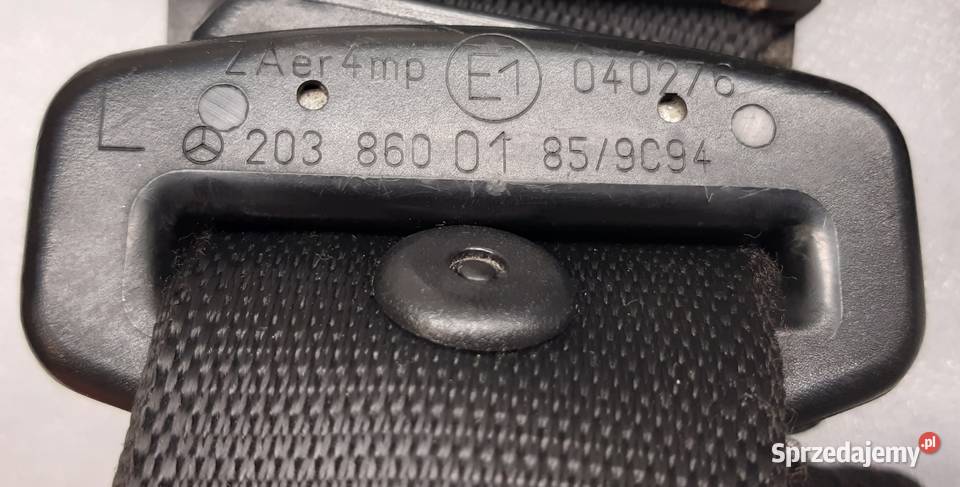 ZAer4mp E1 040276
L
203 860 01 85/9C94
Sprzedajemy.pl